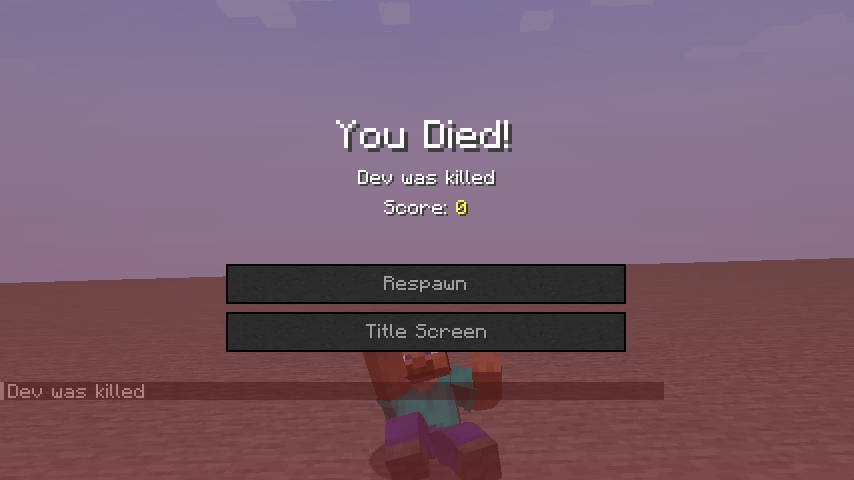 You Died!
Dev was killed
Score: 0
Respawn
Title Screen
Dev was killed